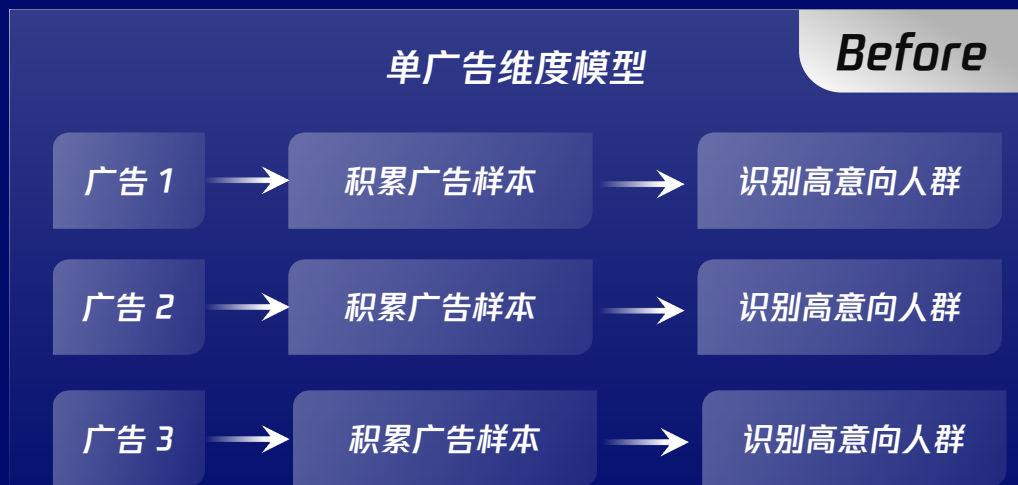 单广告维度模型
Before
广告 1
积累广告样本
识别高意向人群
广告 2
积累广告样本
识别高意向人群
广告 3
积累广告样本
识别高意向人群